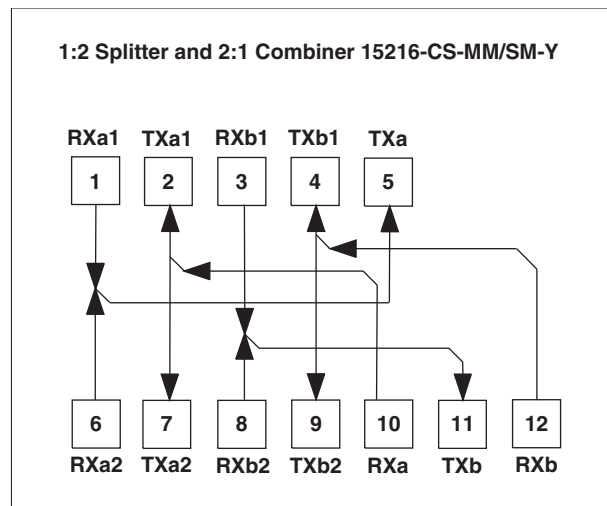 1:2 Splitter and 2:1 Combiner 15216-CS-MM/SM-Y
RXa1 TXa1 RXb1 TXb1 TXa
1 2 3 4 5
6 7 8 9 10 11 12
RXa2 TXa2 RXb2 TXb2 RXa TXb RXb